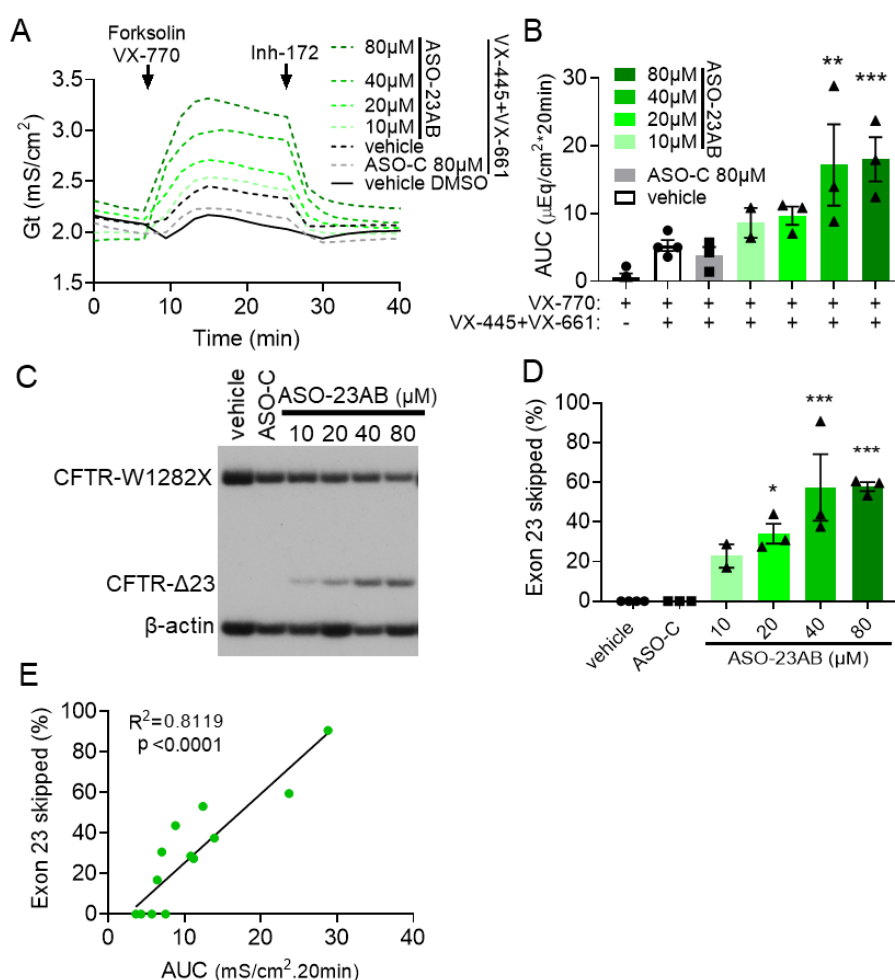 A
Forksolin
VX-770
Inh-172
80µM
40µM
20µM
10µM
vehicle
ASO-C 80µM
vehicle DMSO
ASO-23AB
VX-445+VX-661
3.5
3.0
2.5
2.0
1.5
Gt (mS/cm²)
0 10 20 30 40
Time (min)
B
80µM
40µM
20µM
10µM
ASO-23AB
ASO-C 80µM
vehicle
** ***
30
20
10
0
AUC (µEq/cm²*20min)
VX-770: + + + + + + +
VX-445+VX-661: - + + + + + +
C
vehicle
ASO-C
ASO-23AB (µM)
10 20 40 80
CFTR-W1282X
CFTR-Δ23
β-actin
D
100
80
60
40
20
0
Exon 23 skipped (%)
* *** ***
vehicle ASO-C 10 20 40 80
ASO-23AB (µM)
E
R²=0.8119
p <0.0001
100
80
60
40
20
0
Exon 23 skipped (%)
0 10 20 30 40
AUC (mS/cm².20min)